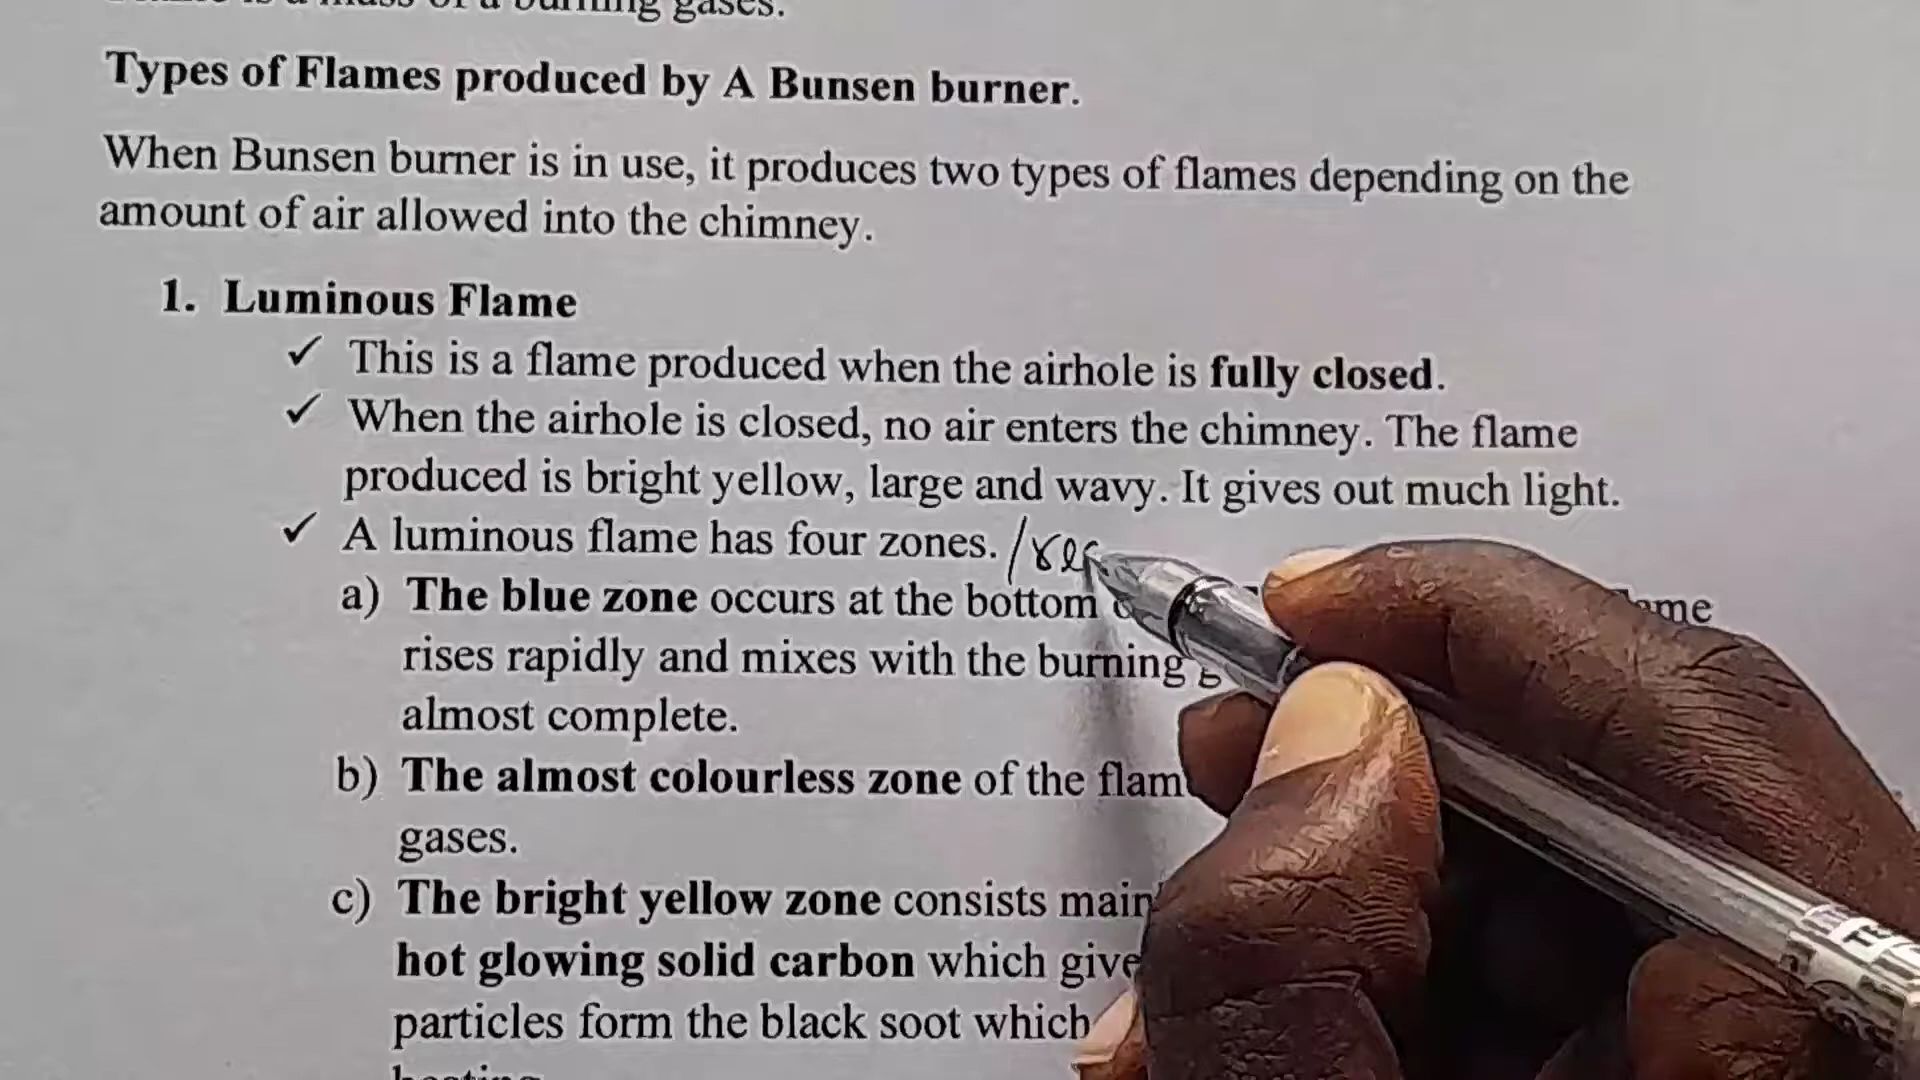 is a mass of a burning gases.
Types of Flames produced by A Bunsen burner.
When Bunsen burner is in use, it produces two types of flames depending on the
amount of air allowed into the chimney.
1. Luminous Flame
✓ This is a flame produced when the airhole is fully closed.
✓ When the airhole is closed, no air enters the chimney. The flame
produced is bright yellow, large and wavy. It gives out much light.
✓ A luminous flame has four zones. /
a) The blue zone occurs at the bottom
rises rapidly and mixes with the burning
almost complete.
b) The almost colourless zone of the
gases.
c) The bright yellow zone consists
hot glowing solid carbon which
particles form the black soot which